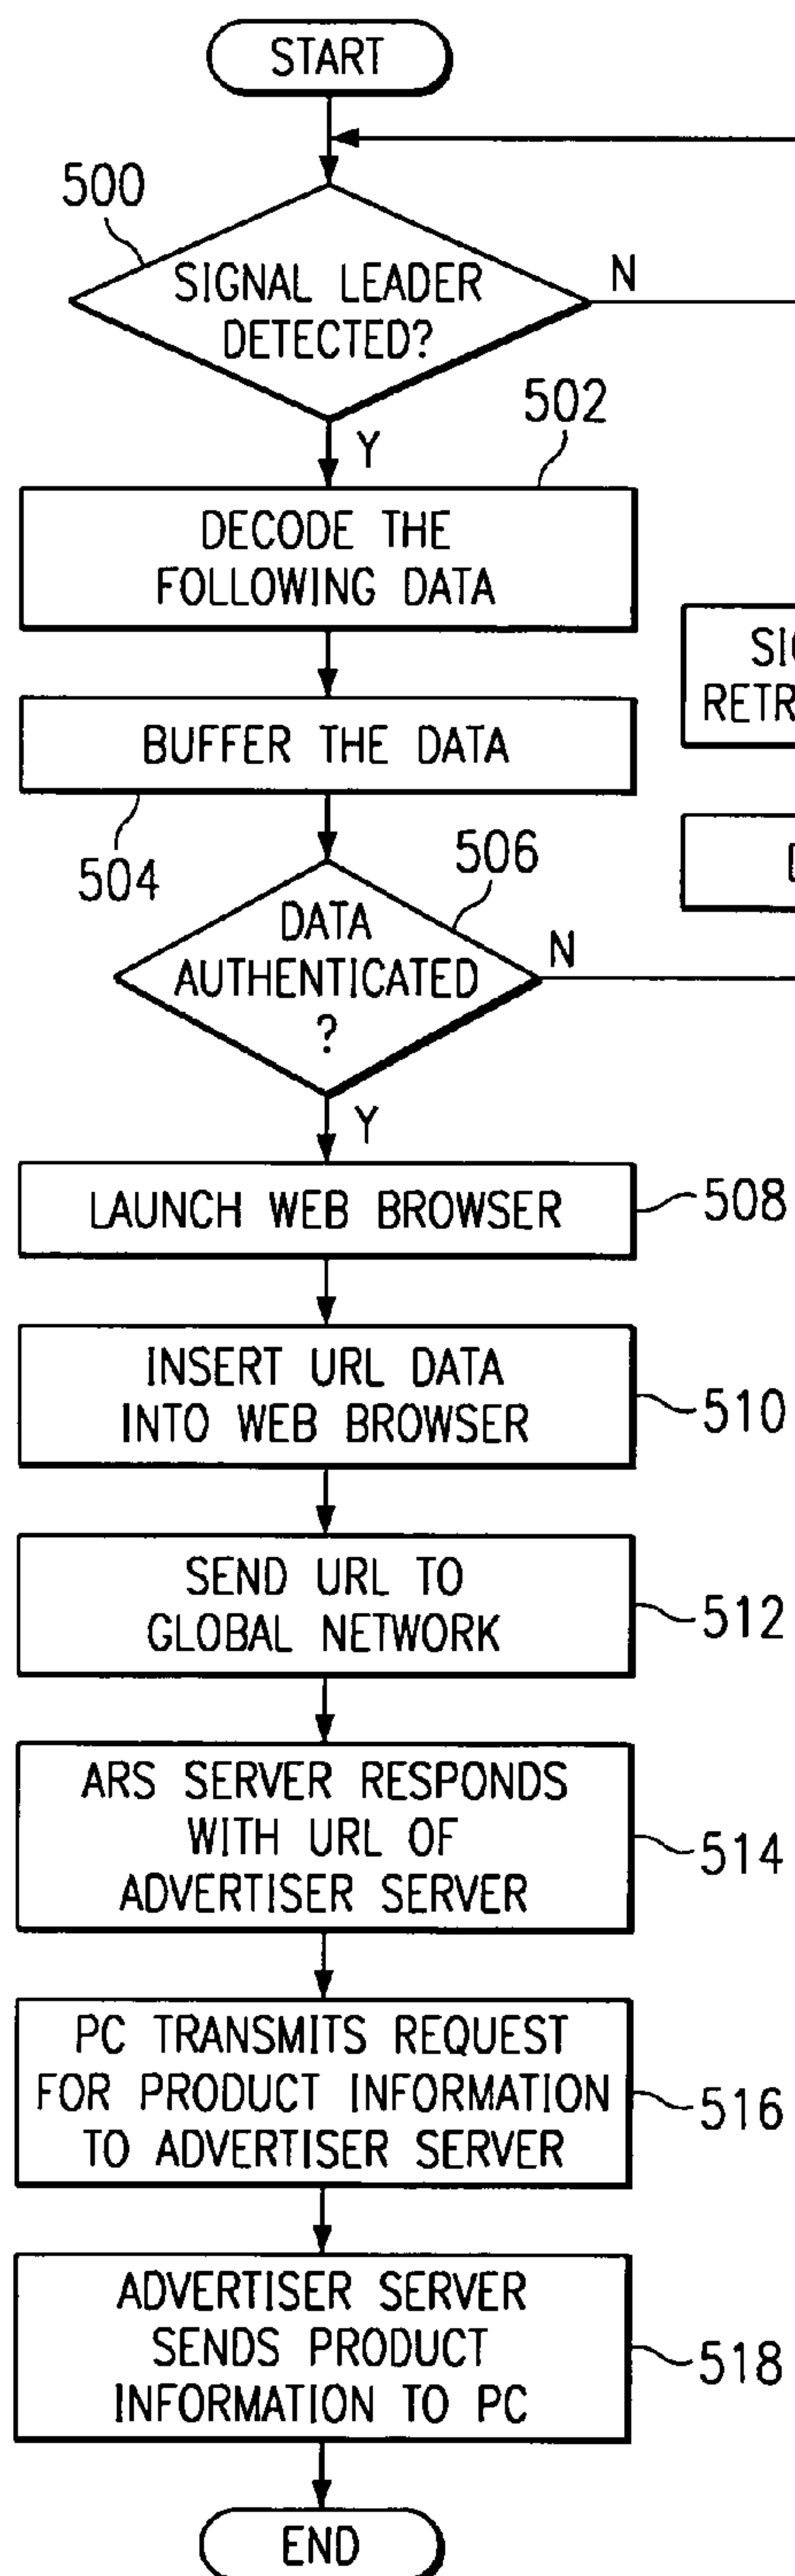 START
500
SIGNAL LEADER
DETECTED?
N
Y
502
DECODE THE
FOLLOWING DATA
BUFFER THE DATA
504
506
DATA
AUTHENTICATED
?
N
Y
LAUNCH WEB BROWSER
508
INSERT URL DATA
INTO WEB BROWSER
510
SEND URL TO
GLOBAL NETWORK
512
ARS SERVER RESPONDS
WITH URL OF
ADVERTISER SERVER
514
PC TRANSMITS REQUEST
FOR PRODUCT INFORMATION
TO ADVERTISER SERVER
516
ADVERTISER SERVER
SENDS PRODUCT
INFORMATION TO PC
518
END